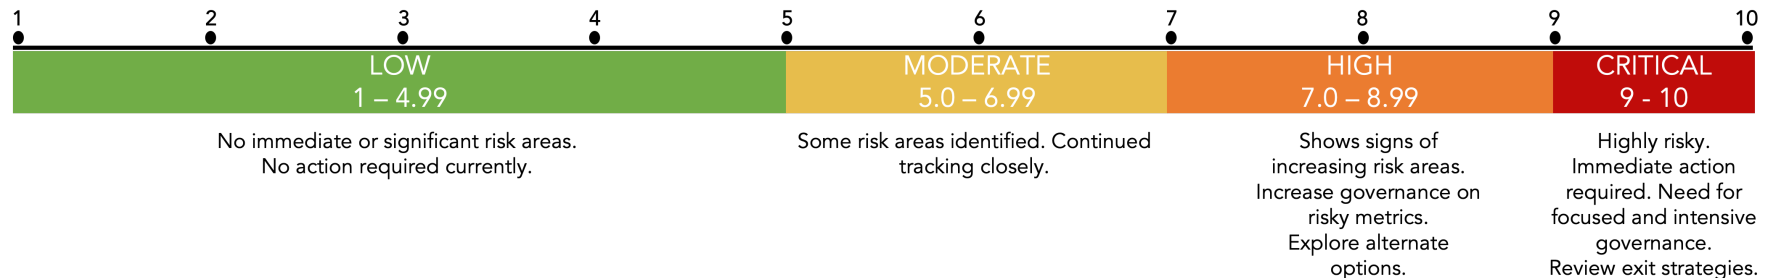 1 2 3 4 5 6 7 8 9 10
LOW
1 – 4.99
MODERATE
5.0 – 6.99
HIGH
7.0 – 8.99
CRITICAL
9 - 10
No immediate or significant risk areas.
No action required currently.
Some risk areas identified. Continued
tracking closely.
Shows signs of
increasing risk areas.
Increase governance on
risky metrics.
Explore alternate
options.
Highly risky.
Immediate action
required. Need for
focused and intensive
governance.
Review exit strategies.